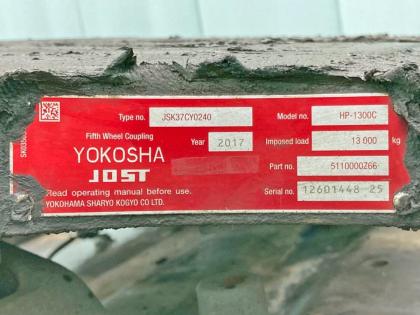 Type no. JSK37CY0240 Model no. HP-1300C
Fifth Wheel Coupling Year 2017 Imposed load 13 000 kg
YOKOSHA Part no. 5110000Z66
JOST Serial no. 12601448 25
Read operating manual before use.
YOKOHAMA SHARYO KOGYO CO LTD.